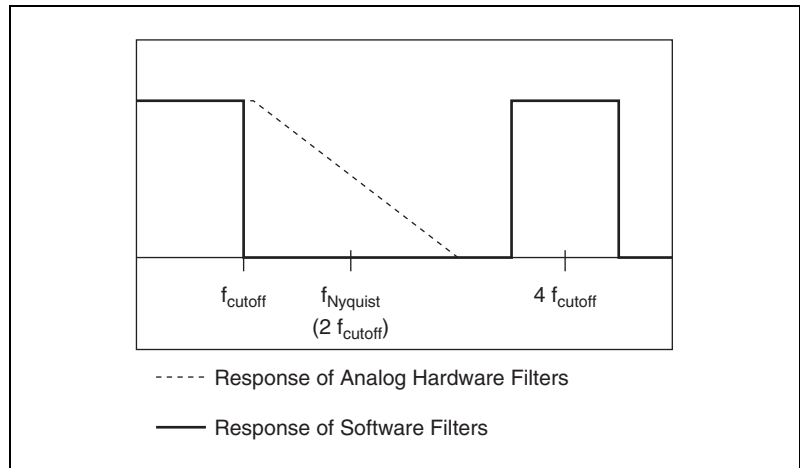 f_cutoff f_Nyquist 4 f_cutoff
(2 f_cutoff)
Response of Analog Hardware Filters
Response of Software Filters